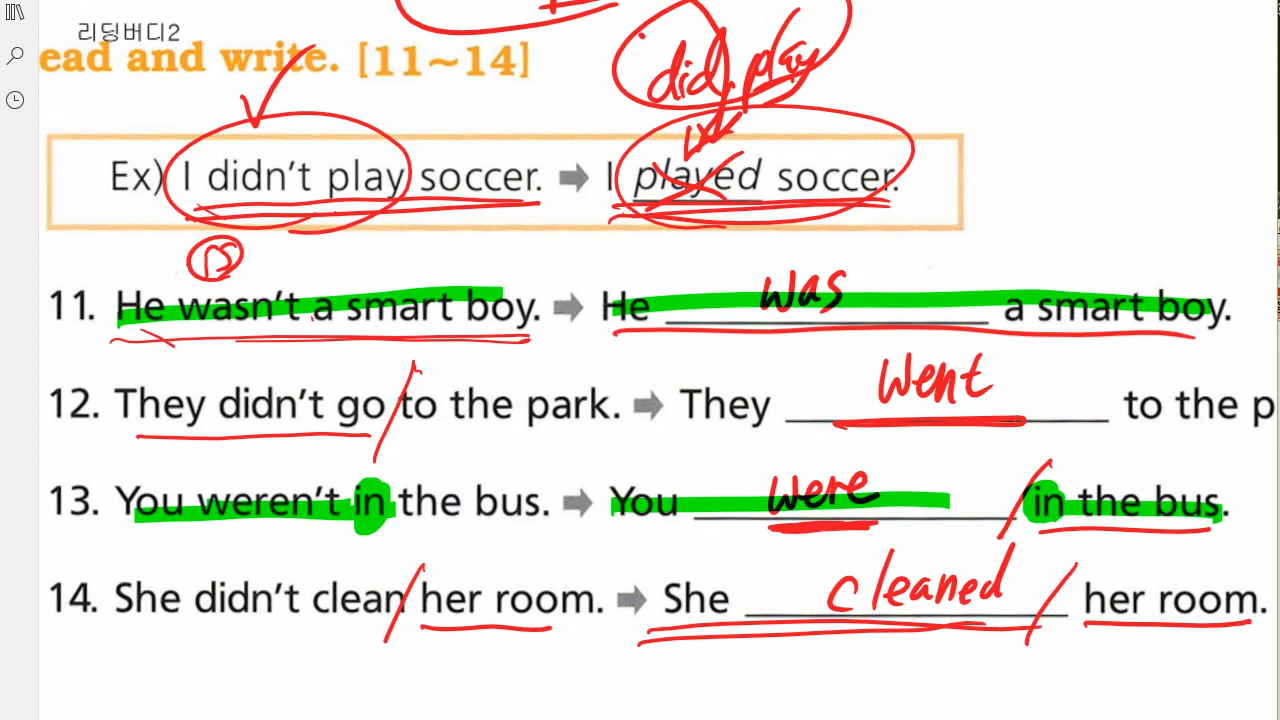 리딩버디2
ead and write. [11~14]
did play
Ex) I didn't play soccer. ➡ I played soccer.
11. He wasn't a smart boy. ➡ He was a smart boy.
12. They didn't go to the park. ➡ They went to the p
13. You weren't in the bus. ➡ You were in the bus.
14. She didn't clean her room. ➡ She cleaned her room.